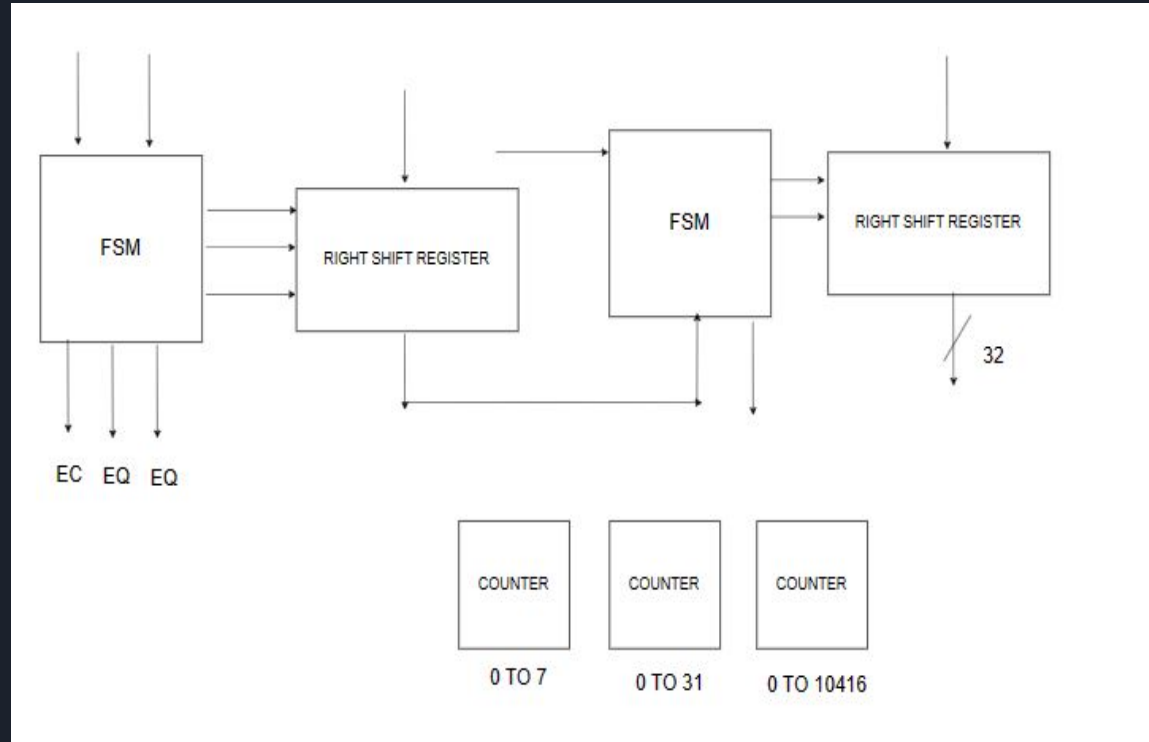 FSM
RIGHT SHIFT REGISTER
FSM
RIGHT SHIFT REGISTER
32
EC EQ EQ
COUNTER
COUNTER
COUNTER
0 TO 7
0 TO 31
0 TO 10416